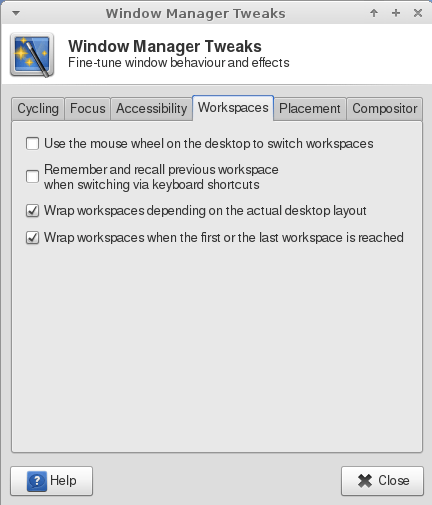 Window Manager Tweaks
Window Manager Tweaks
Fine-tune window behaviour and effects
Cycling Focus Accessibility Workspaces Placement Compositor
Use the mouse wheel on the desktop to switch workspaces
Remember and recall previous workspace
when switching via keyboard shortcuts
Wrap workspaces depending on the actual desktop layout
Wrap workspaces when the first or the last workspace is reached
? Help
Close